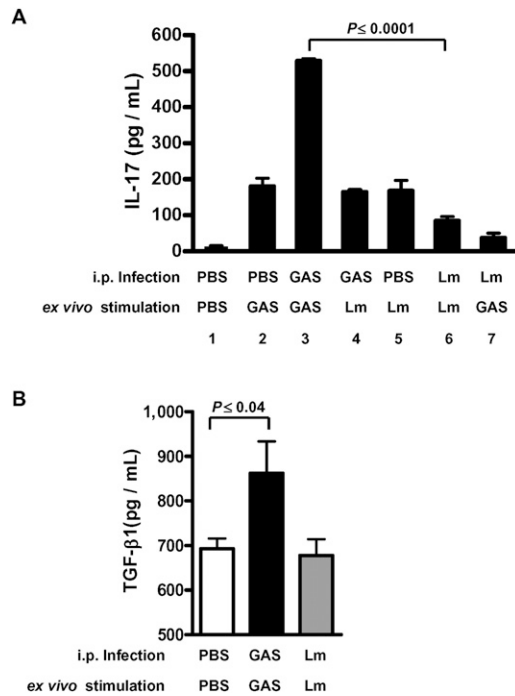 A
P ≤ 0.0001
IL-17 (pg / mL)
600
500
400
300
200
100
0
i.p. Infection PBS PBS GAS GAS PBS Lm Lm
ex vivo stimulation PBS GAS GAS Lm Lm Lm GAS
1 2 3 4 5 6 7
B
P ≤ 0.04
TGF-β1(pg / mL)
1,000
900
800
700
600
500
i.p. Infection PBS GAS Lm
ex vivo stimulation PBS GAS Lm